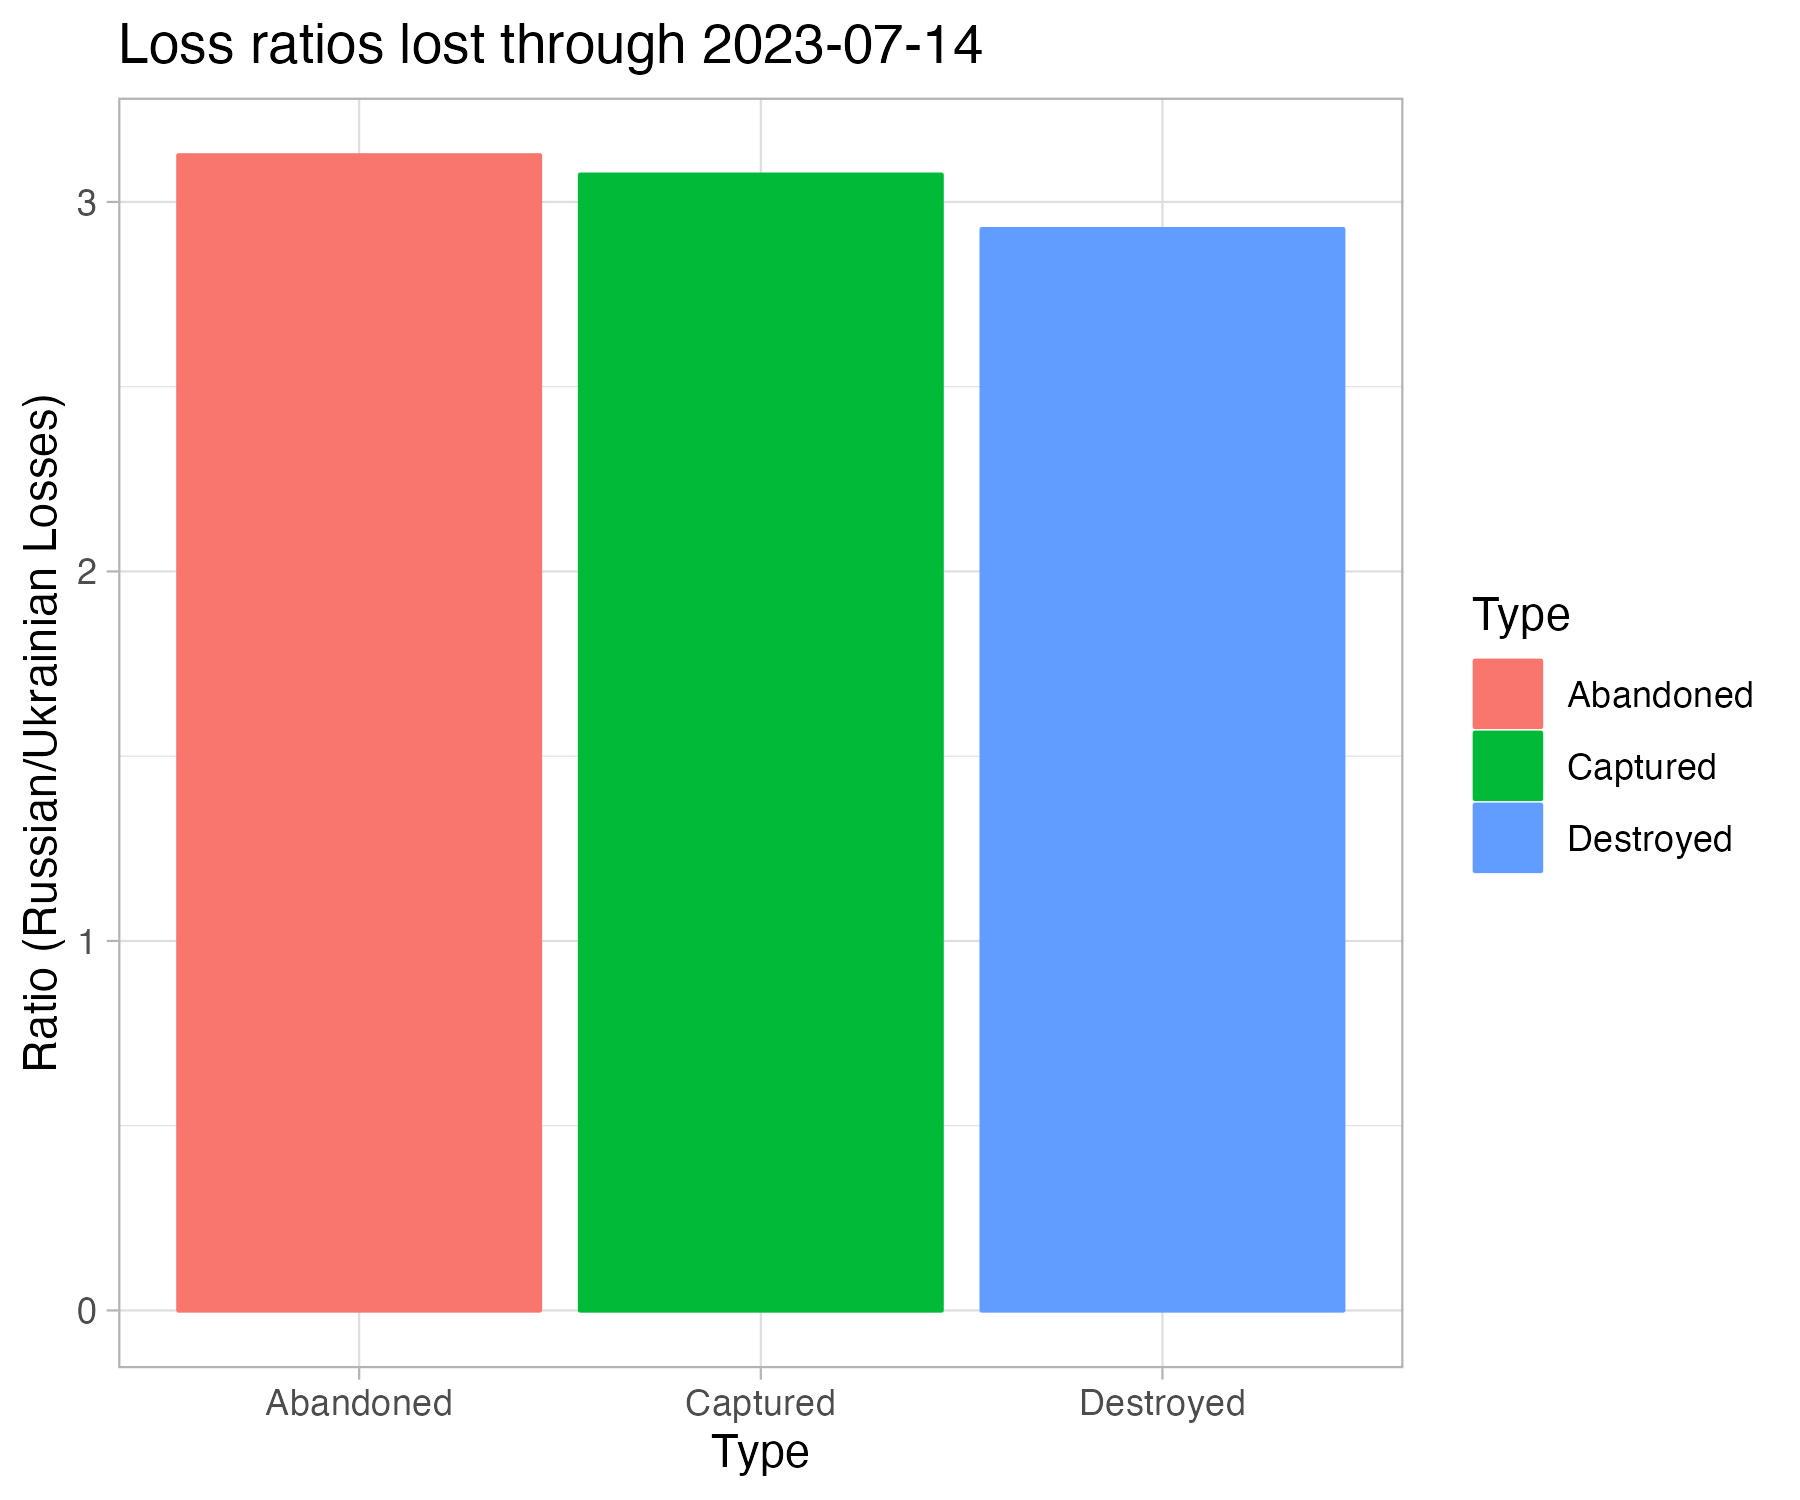 Loss ratios lost through 2023-07-14
Ratio (Russian/Ukrainian Losses)
3
2
1
0
Abandoned
Captured
Destroyed
Type
Type
Abandoned
Captured
Destroyed